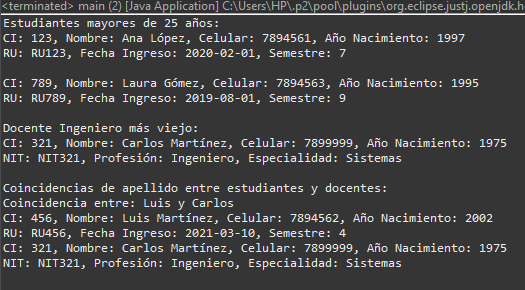 <terminated> main (2) [Java Application] C:\Users\HP\.p2\pool\plugins\org.eclipse.justj.openjdk.h
Estudiantes mayores de 25 años:
CI: 123, Nombre: Ana López, Celular: 7894561, Año Nacimiento: 1997
RU: RU123, Fecha Ingreso: 2020-02-01, Semestre: 7
CI: 789, Nombre: Laura Gómez, Celular: 7894563, Año Nacimiento: 1995
RU: RU789, Fecha Ingreso: 2019-08-01, Semestre: 9
Docente Ingeniero más viejo:
CI: 321, Nombre: Carlos Martínez, Celular: 7899999, Año Nacimiento: 1975
NIT: NIT321, Profesión: Ingeniero, Especialidad: Sistemas
Coincidencias de apellido entre estudiantes y docentes:
Coincidencia entre: Luis y Carlos
CI: 456, Nombre: Luis Martínez, Celular: 7894562, Año Nacimiento: 2002
RU: RU456, Fecha Ingreso: 2021-03-10, Semestre: 4
CI: 321, Nombre: Carlos Martínez, Celular: 7899999, Año Nacimiento: 1975
NIT: NIT321, Profesión: Ingeniero, Especialidad: Sistemas